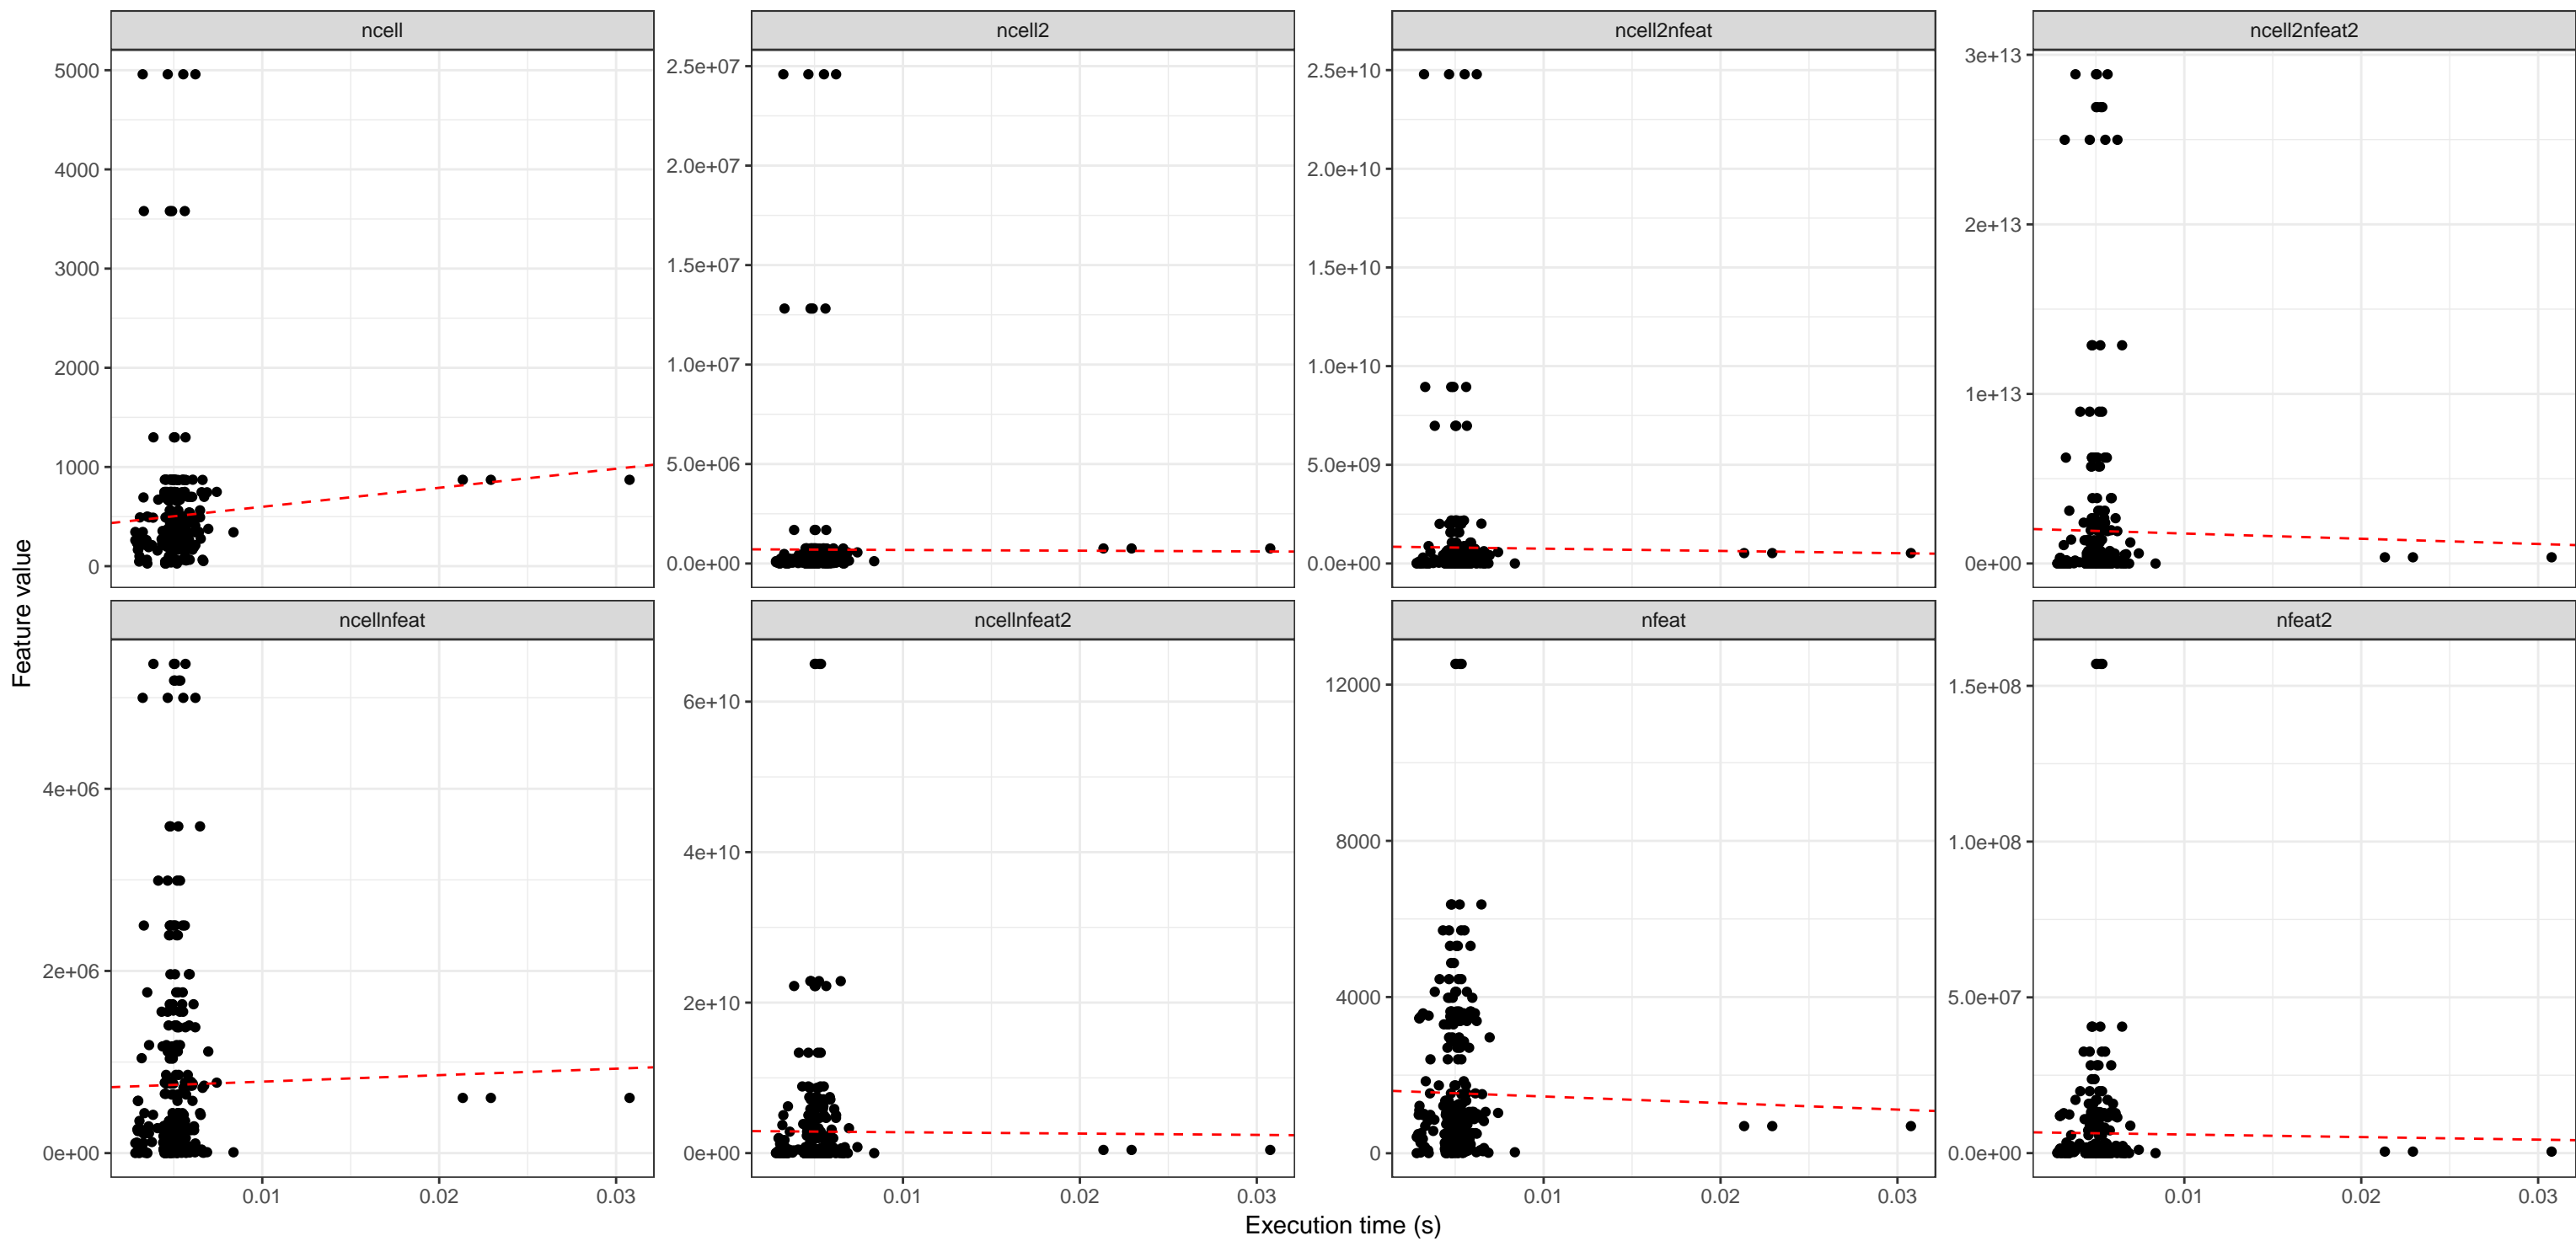 ncell
ncell2
ncell2nfeat
ncell2nfeat2
5000
4000
3000
2000
1000
0
2.5e+07
2.0e+07
1.5e+07
1.0e+07
5.0e+06
0.0e+00
2.5e+10
2.0e+10
1.5e+10
1.0e+10
5.0e+09
0.0e+00
3e+13
2e+13
1e+13
0e+00
Feature value
ncellnfeat
ncellnfeat2
nfeat
nfeat2
4e+06
2e+06
0e+00
6e+10
4e+10
2e+10
0e+00
12000
8000
4000
0
1.5e+08
1.0e+08
5.0e+07
0.0e+00
0.01 0.02 0.03
0.01 0.02 0.03
0.01 0.02 0.03
0.01 0.02 0.03
Execution time (s)